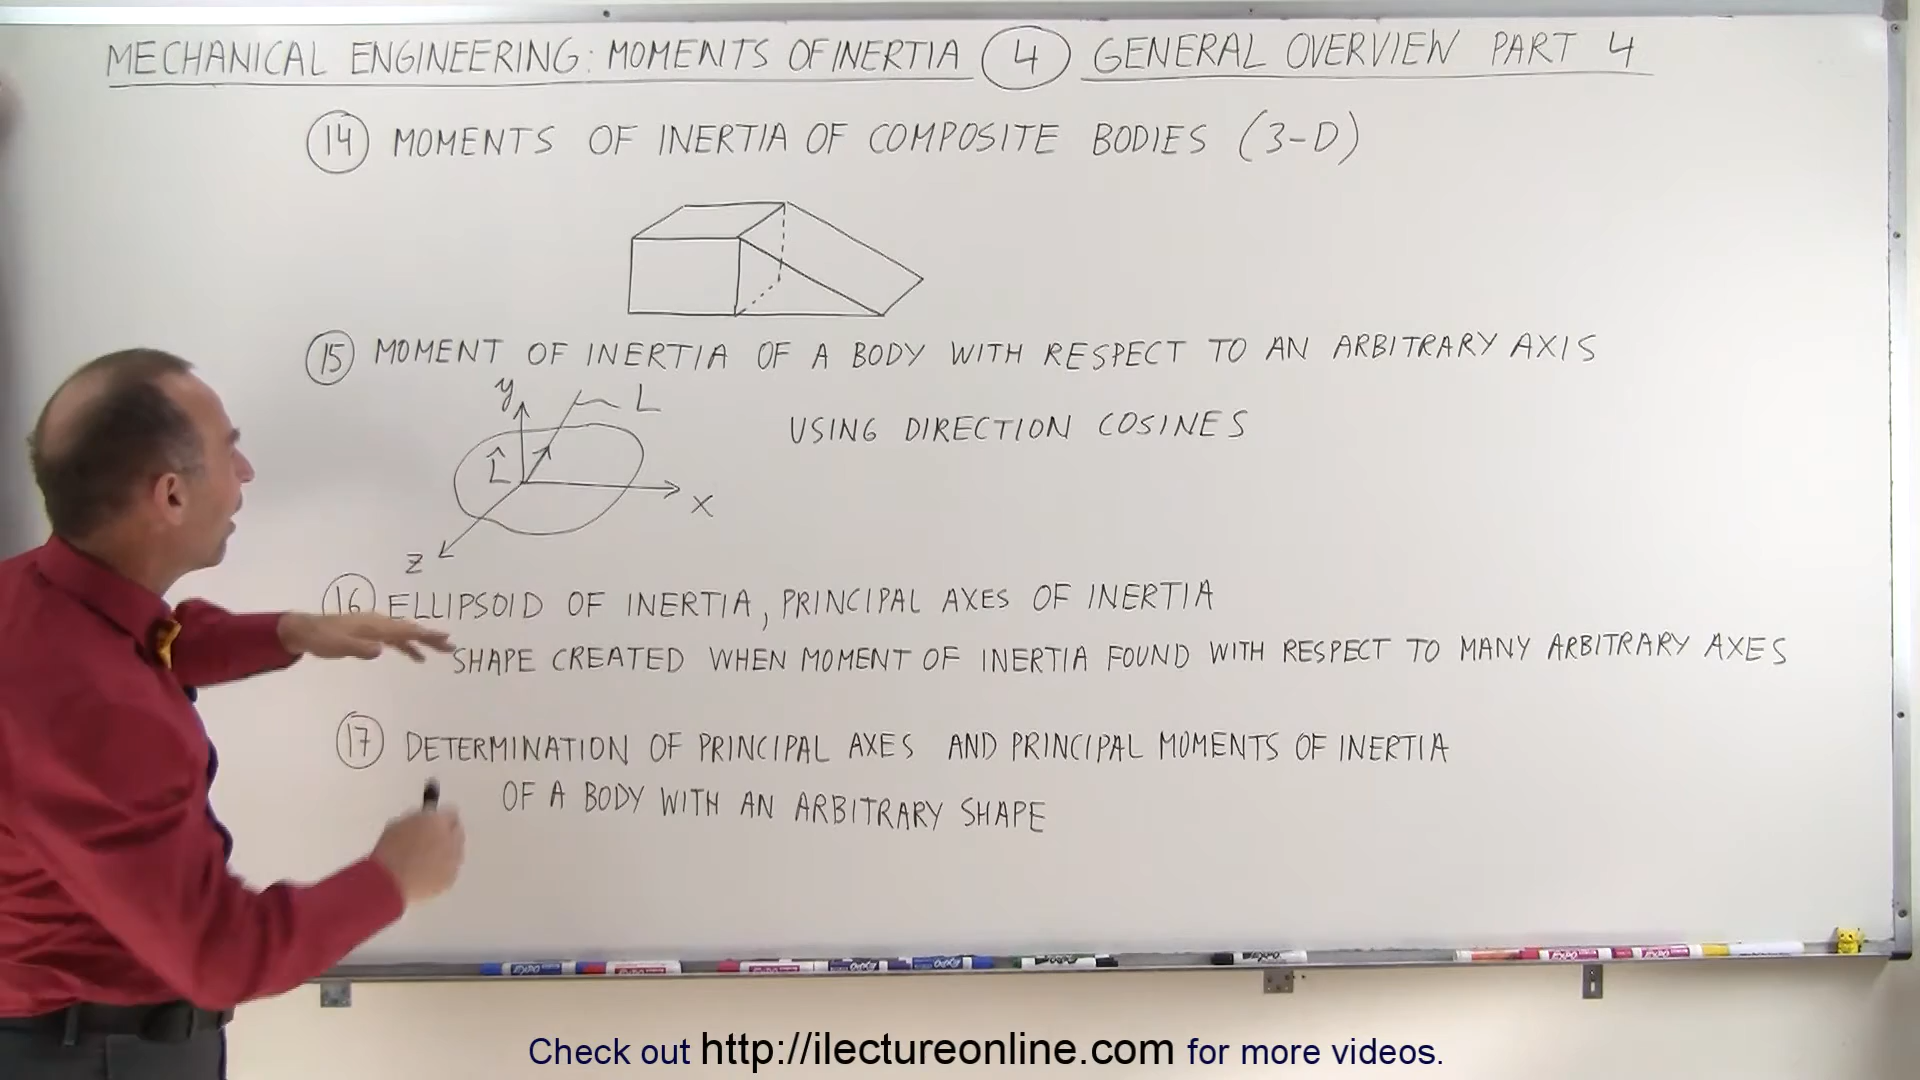 MECHANICAL ENGINEERING: MOMENTS OF INERTIA 4 GENERAL OVERVIEW PART 4
14 MOMENTS OF INERTIA OF COMPOSITE BODIES (3-D)
15 MOMENT OF INERTIA OF A BODY WITH RESPECT TO AN ARBITRARY AXIS
y L
USING DIRECTION COSINES
L̂
x
z
16 ELLIPSOID OF INERTIA, PRINCIPAL AXES OF INERTIA
SHAPE CREATED WHEN MOMENT OF INERTIA FOUND WITH RESPECT TO MANY ARBITRARY AXES
17 DETERMINATION OF PRINCIPAL AXES AND PRINCIPAL MOMENTS OF INERTIA
OF A BODY WITH AN ARBITRARY SHAPE
Check out http://ilectureonline.com for more videos.